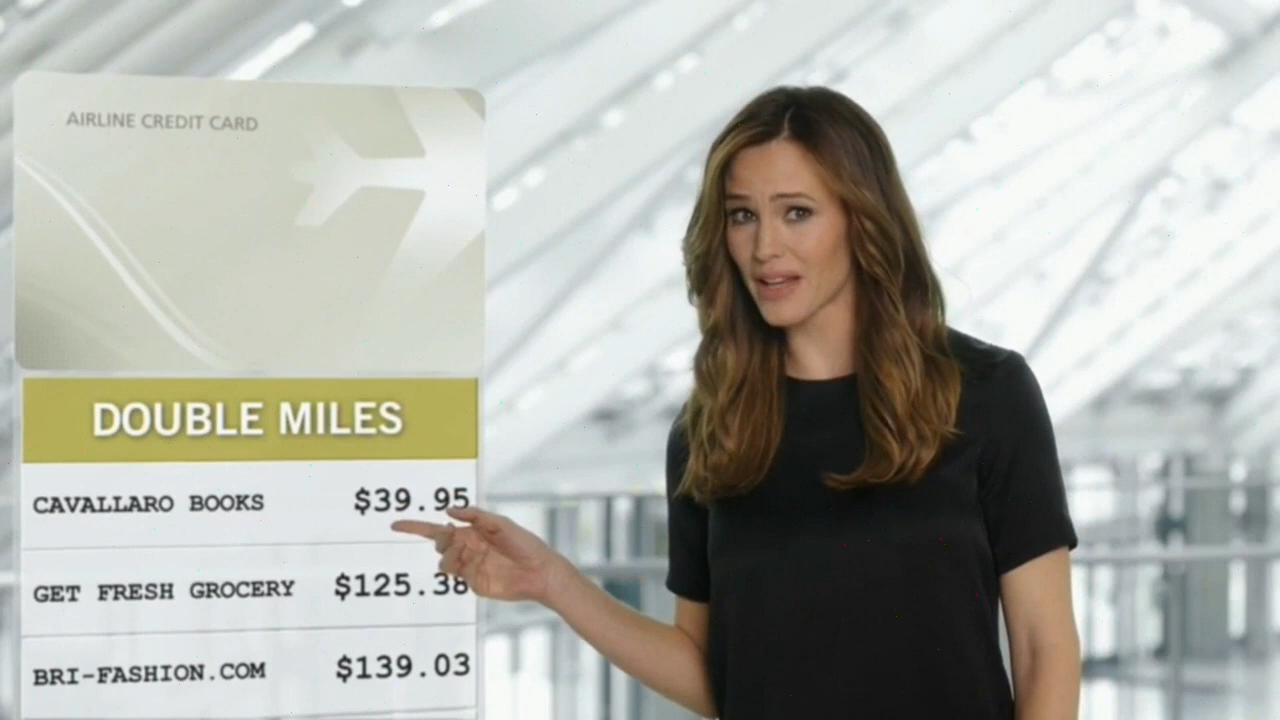 AIRLINE CREDIT CARD
DOUBLE MILES
CAVALLARO BOOKS $39.95
GET FRESH GROCERY $125.38
BRI-FASHION.COM $139.03